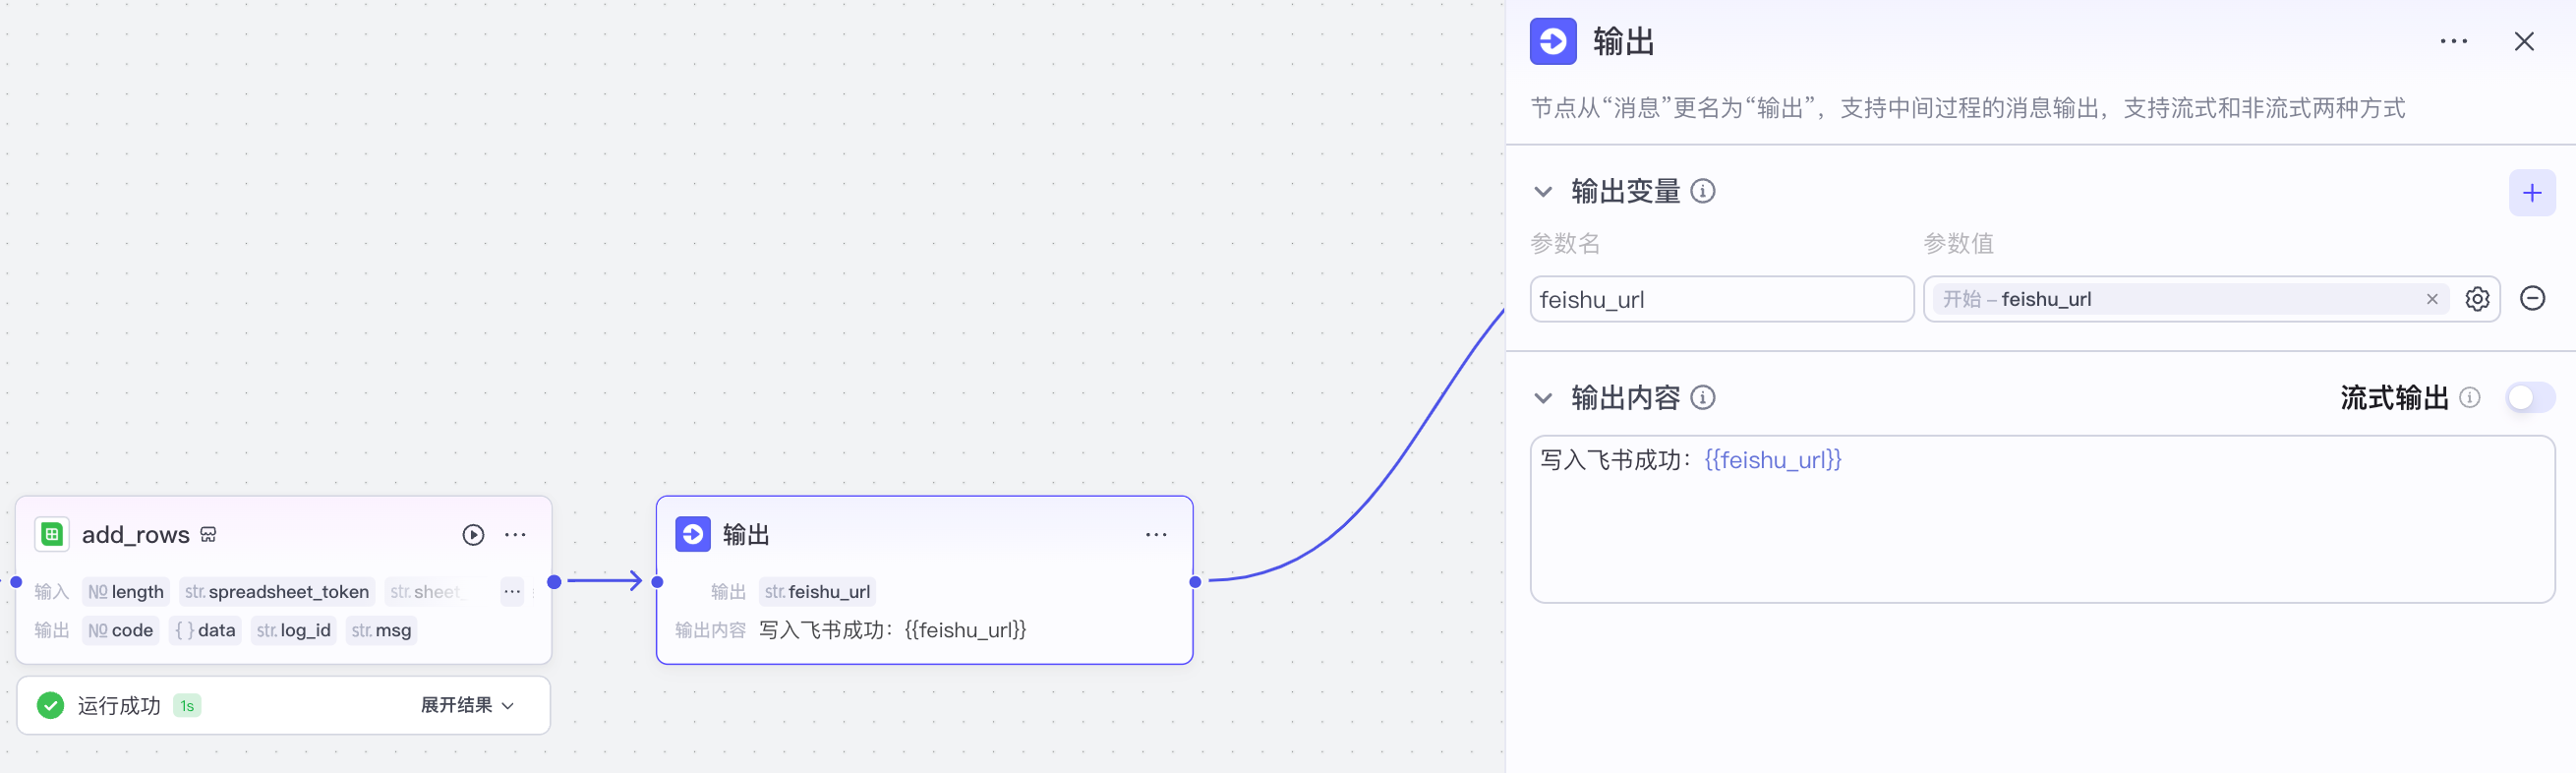 add_rows
输入 № length str. spreadsheet_token str. sheet_
输出 № code { } data str. log_id str. msg
运行成功 1s 展开结果
输出
输出 str. feishu_url
输出内容 写入飞书成功：{{feishu_url}}
输出
节点从“消息”更名为“输出”，支持中间过程的消息输出，支持流式和非流式两种方式
输出变量
参数名 参数值
feishu_url 开始 – feishu_url
输出内容 流式输出
写入飞书成功：{{feishu_url}}